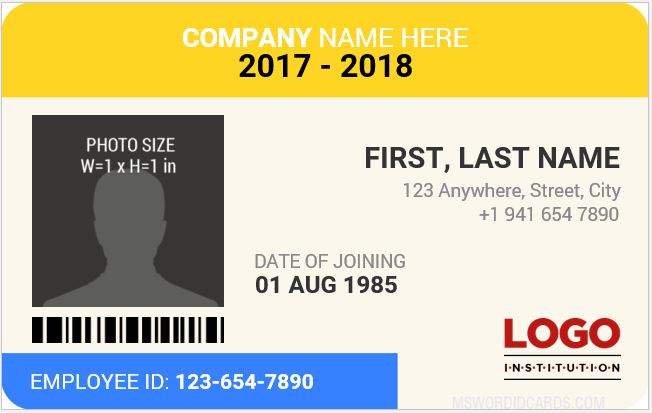 COMPANY NAME HERE
2017 - 2018
PHOTO SIZE
W=1 x H=1 in
FIRST, LAST NAME
123 Anywhere, Street, City
+1 941 654 7890
DATE OF JOINING
01 AUG 1985
LOGO
INSTITUTION
EMPLOYEE ID: 123-654-7890
MSWORDIDCARDS.COM